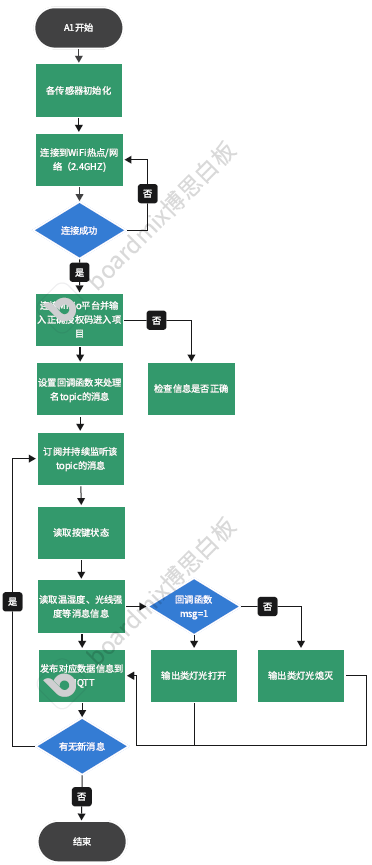 A1开始
各传感器初始化
连接到WiFi热点/网
络（2.4GHZ)
否
连接成功
是
平台并输
入正确授权码进入项
目
否
设置回调函数来处理
名topic的消息
检查信息是否正确
订阅并持续监听该
topic的消息
读取按键状态
是
读取温湿度、光线强
度等消息信息
回调函数
msg=1
否
发布对应数据信息到
QTT
输出类灯光打开
输出类灯光熄灭
有无新消息
否
结束
boardmix博思白板
boardmix博思白板